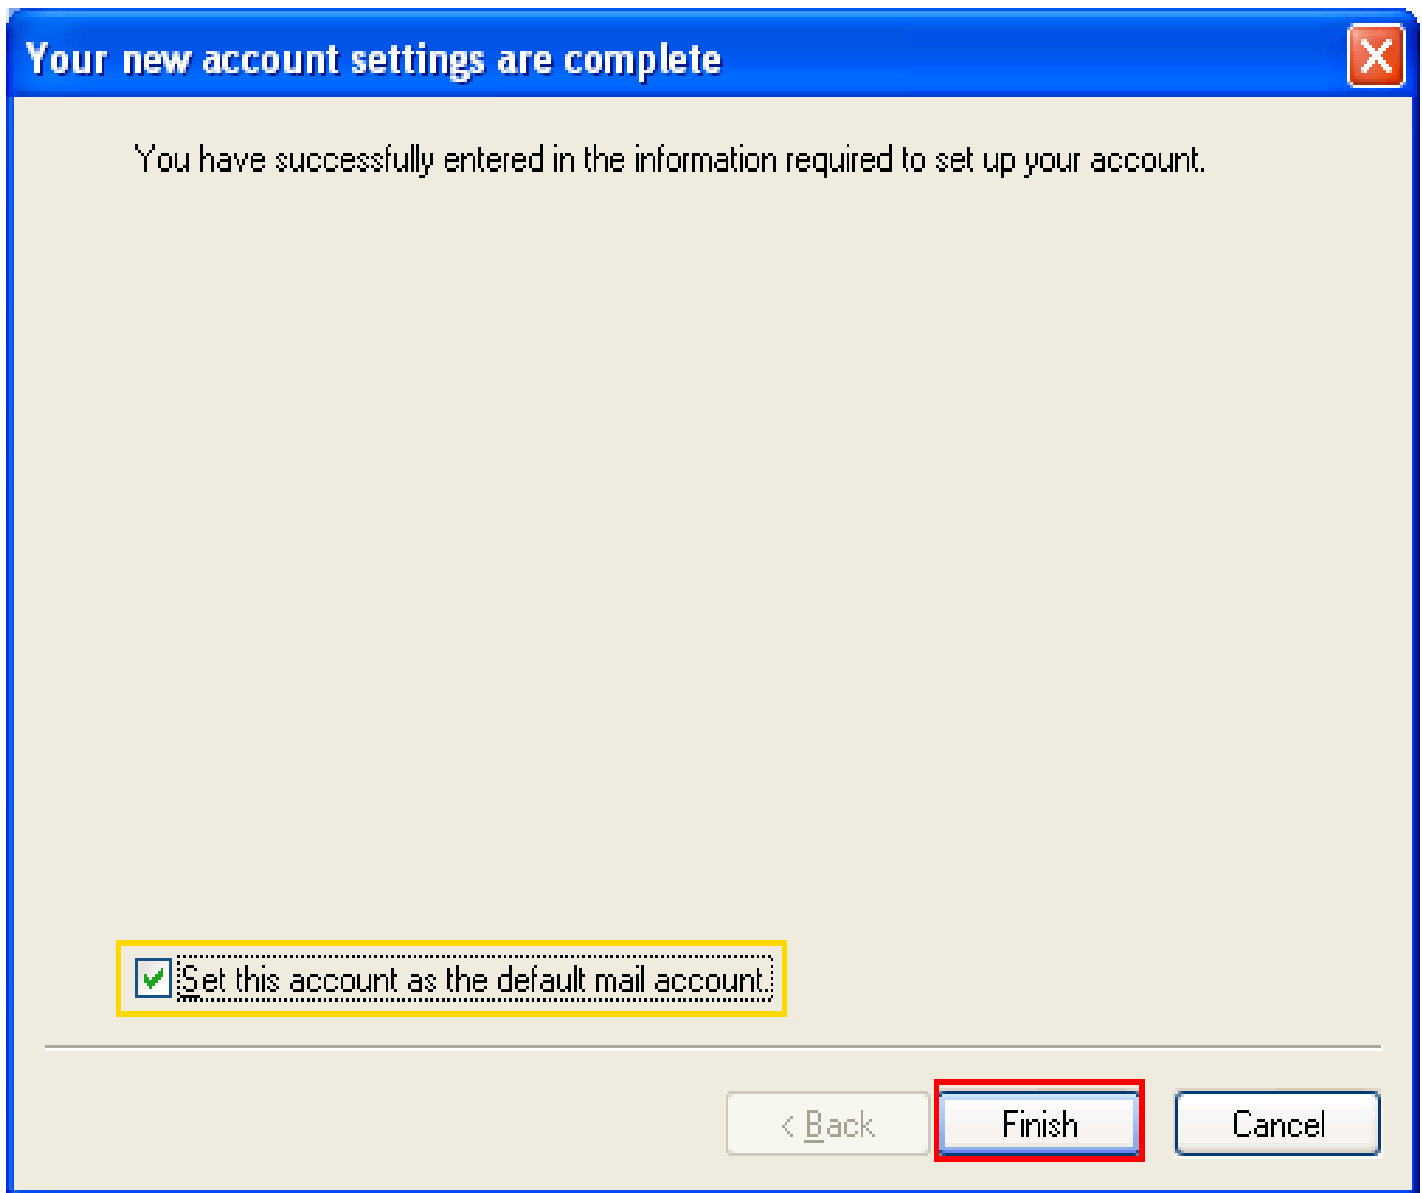 Your new account settings are complete
You have successfully entered in the information required to set up your account.
Set this account as the default mail account.
< Back
Finish
Cancel